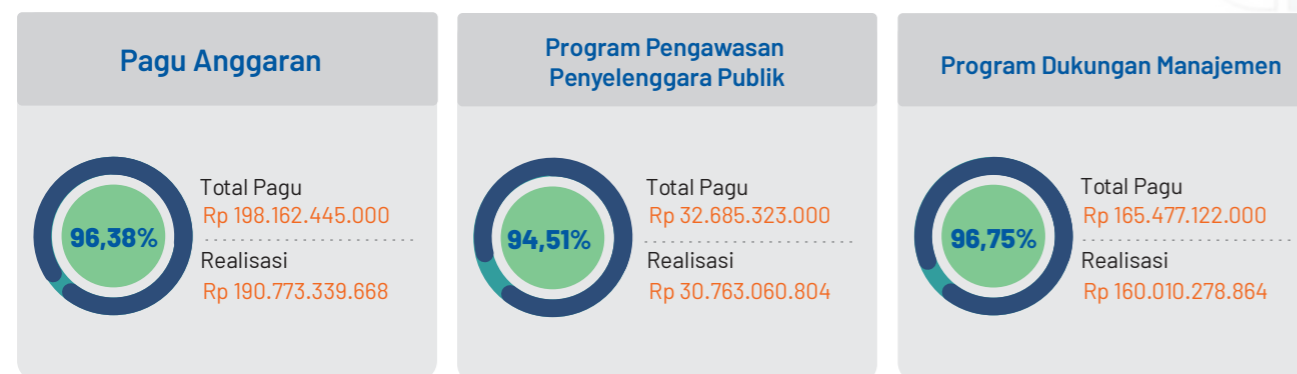 Pagu Anggaran
96,38%
Total Pagu
Rp 198.162.445.000
Realisasi
Rp 190.773.339.668
Program Pengawasan
Penyelenggara Publik
94,51%
Total Pagu
Rp 32.685.323.000
Realisasi
Rp 30.763.060.804
Program Dukungan Manajemen
96,75%
Total Pagu
Rp 165.477.122.000
Realisasi
Rp 160.010.278.864